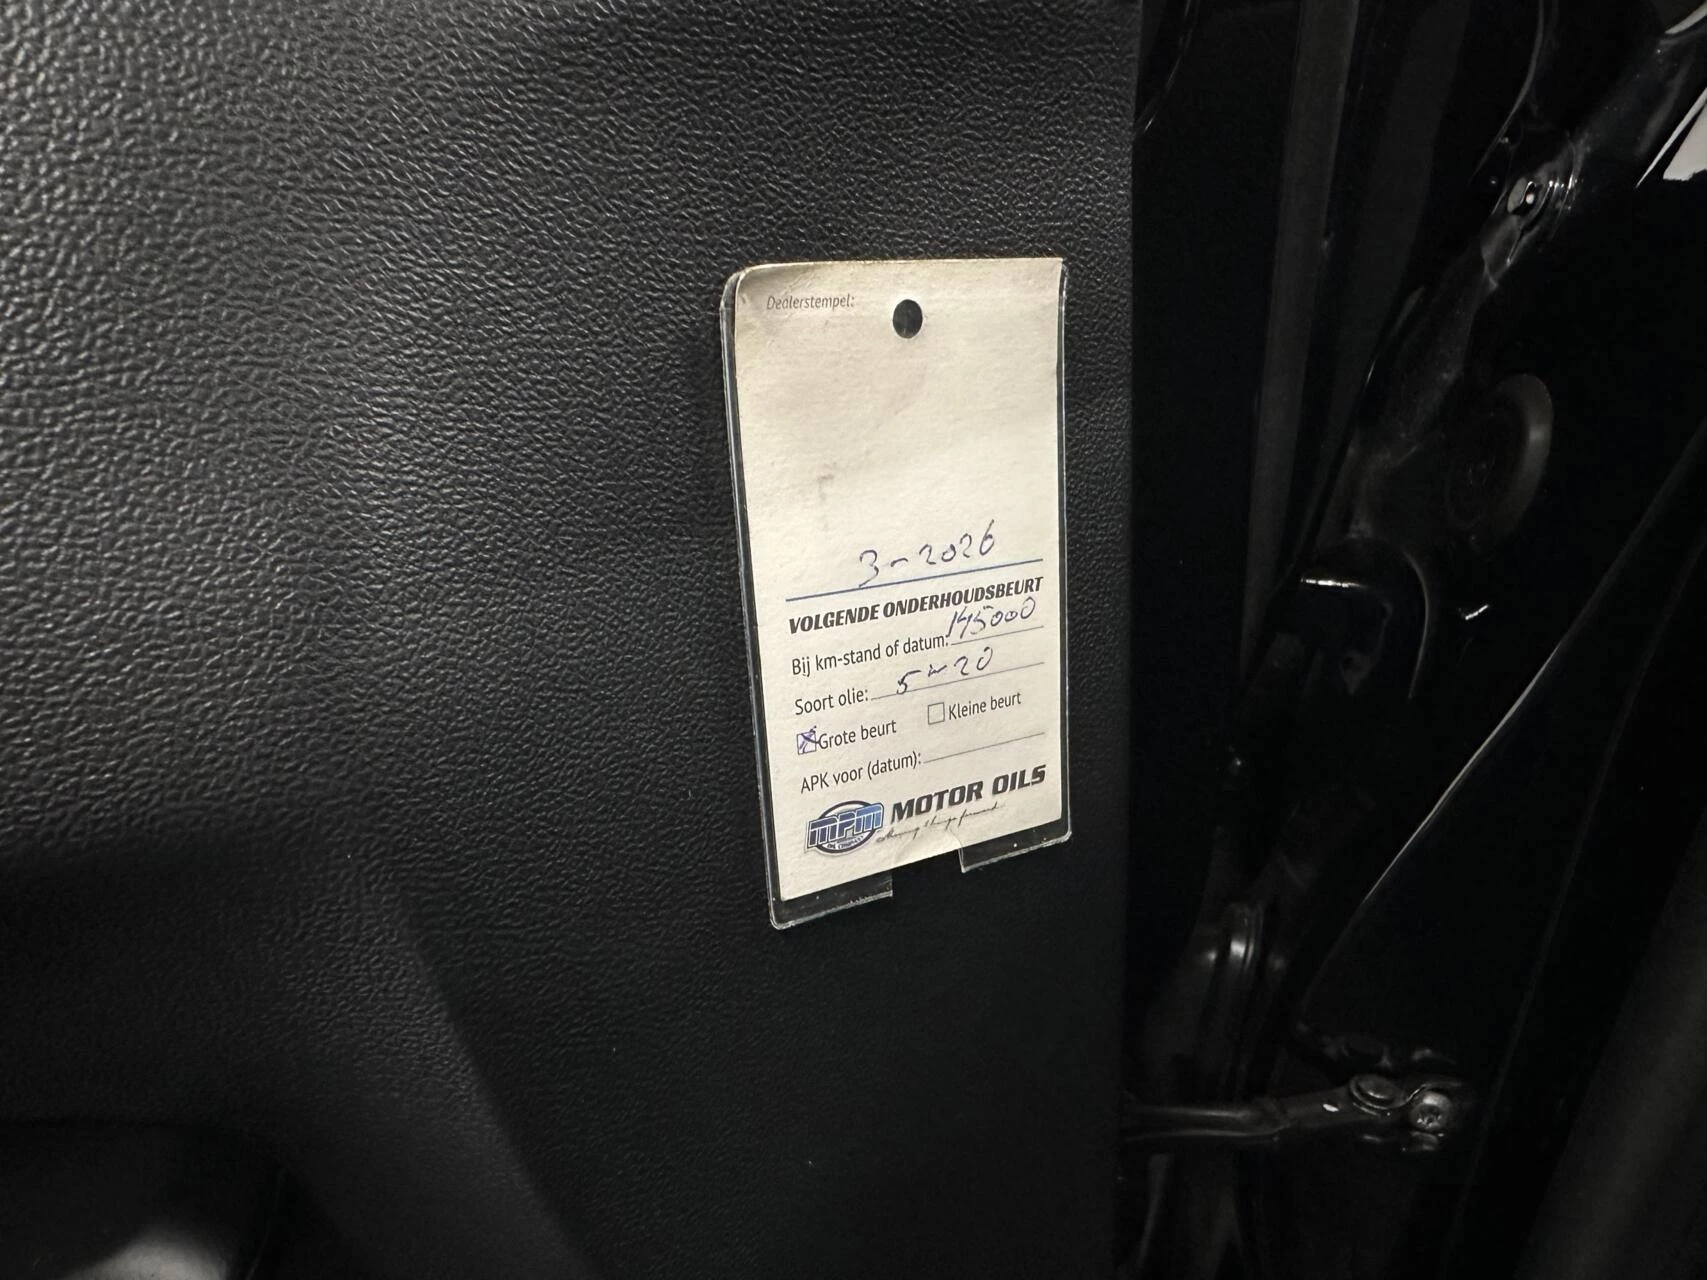 Dealerstempel:
3-2026
VOLGENDE ONDERHOUDSBEURT
Bij km-stand of datum: 145000
Soort olie: 5w20
Grote beurt Kleine beurt
APK voor (datum):
mpm MOTOR OILS